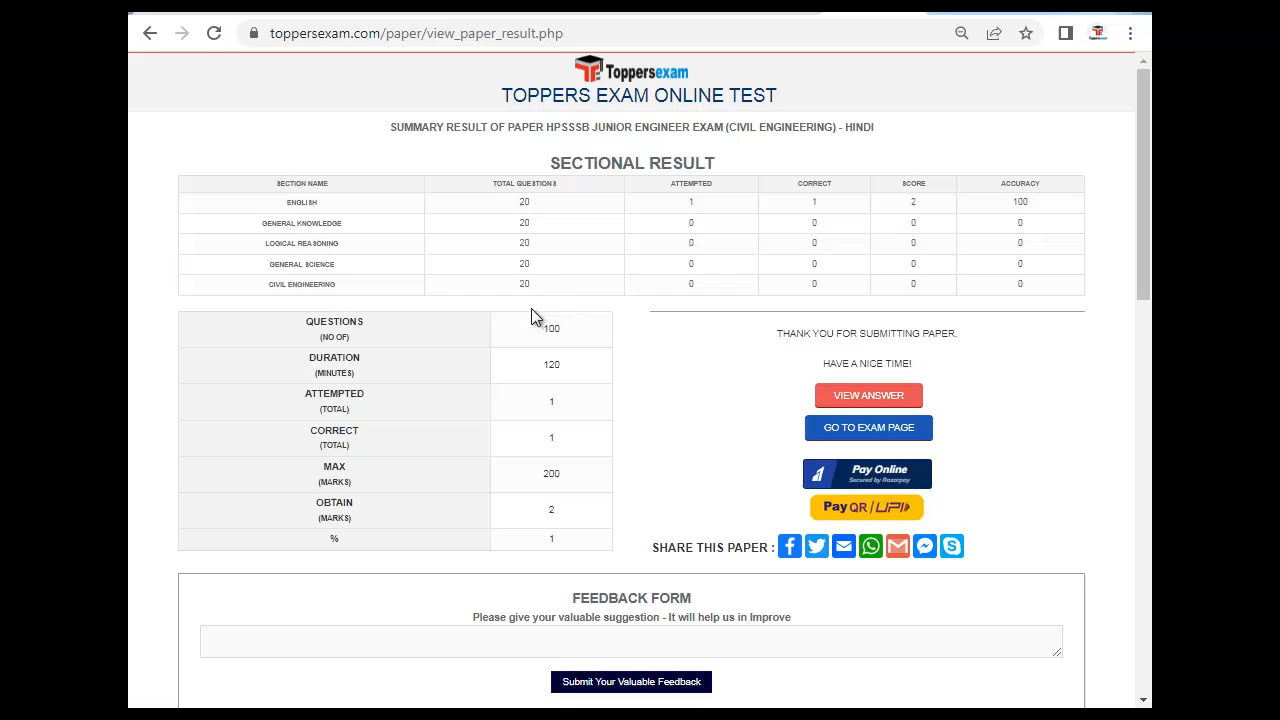 toppersexam.com/paper/view_paper_result.php
Toppersexam
TOPPERS EXAM ONLINE TEST
SUMMARY RESULT OF PAPER HPSSSB JUNIOR ENGINEER EXAM (CIVIL ENGINEERING) - HINDI
SECTIONAL RESULT
SECTION NAME TOTAL QUESTIONS ATTEMPTED CORRECT SCORE ACCURACY
ENGLISH 20 1 1 2 100
GENERAL KNOWLEDGE 20 0 0 0 0
LOGICAL REASONING 20 0 0 0 0
GENERAL SCIENCE 20 0 0 0 0
CIVIL ENGINEERING 20 0 0 0 0
QUESTIONS
(NO OF) 100
DURATION
(MINUTES) 120
ATTEMPTED
(TOTAL) 1
CORRECT
(TOTAL) 1
MAX
(MARKS) 200
OBTAIN
(MARKS) 2
% 1
THANK YOU FOR SUBMITTING PAPER.
HAVE A NICE TIME!
VIEW ANSWER
GO TO EXAM PAGE
Pay Online
Secured by Razorpay
Pay QR / UPI
SHARE THIS PAPER :
FEEDBACK FORM
Please give your valuable suggestion - It will help us in Improve
Submit Your Valuable Feedback